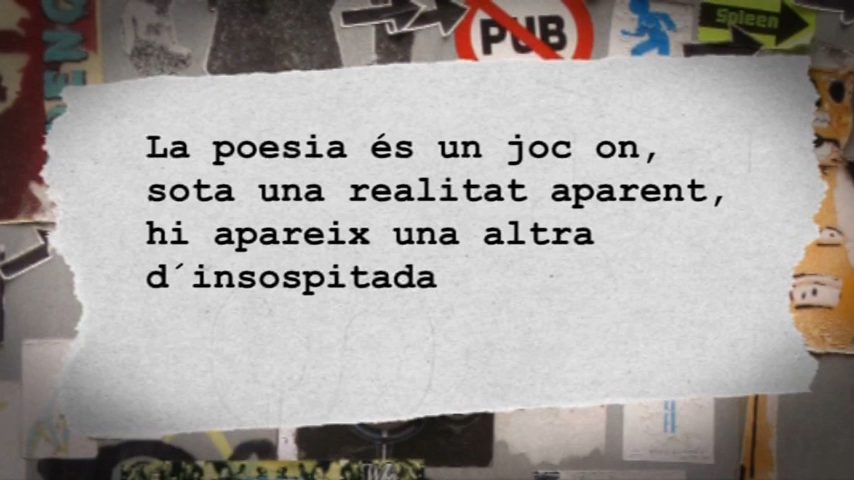 PUB
Spleen
La poesia és un joc on,
sota una realitat aparent,
hi apareix una altra
d´insospitada